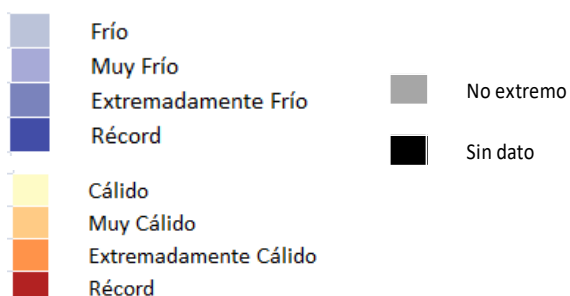 Frío
Muy Frío
Extremadamente Frío
Récord
Cálido
Muy Cálido
Extremadamente Cálido
Récord
No extremo
Sin dato